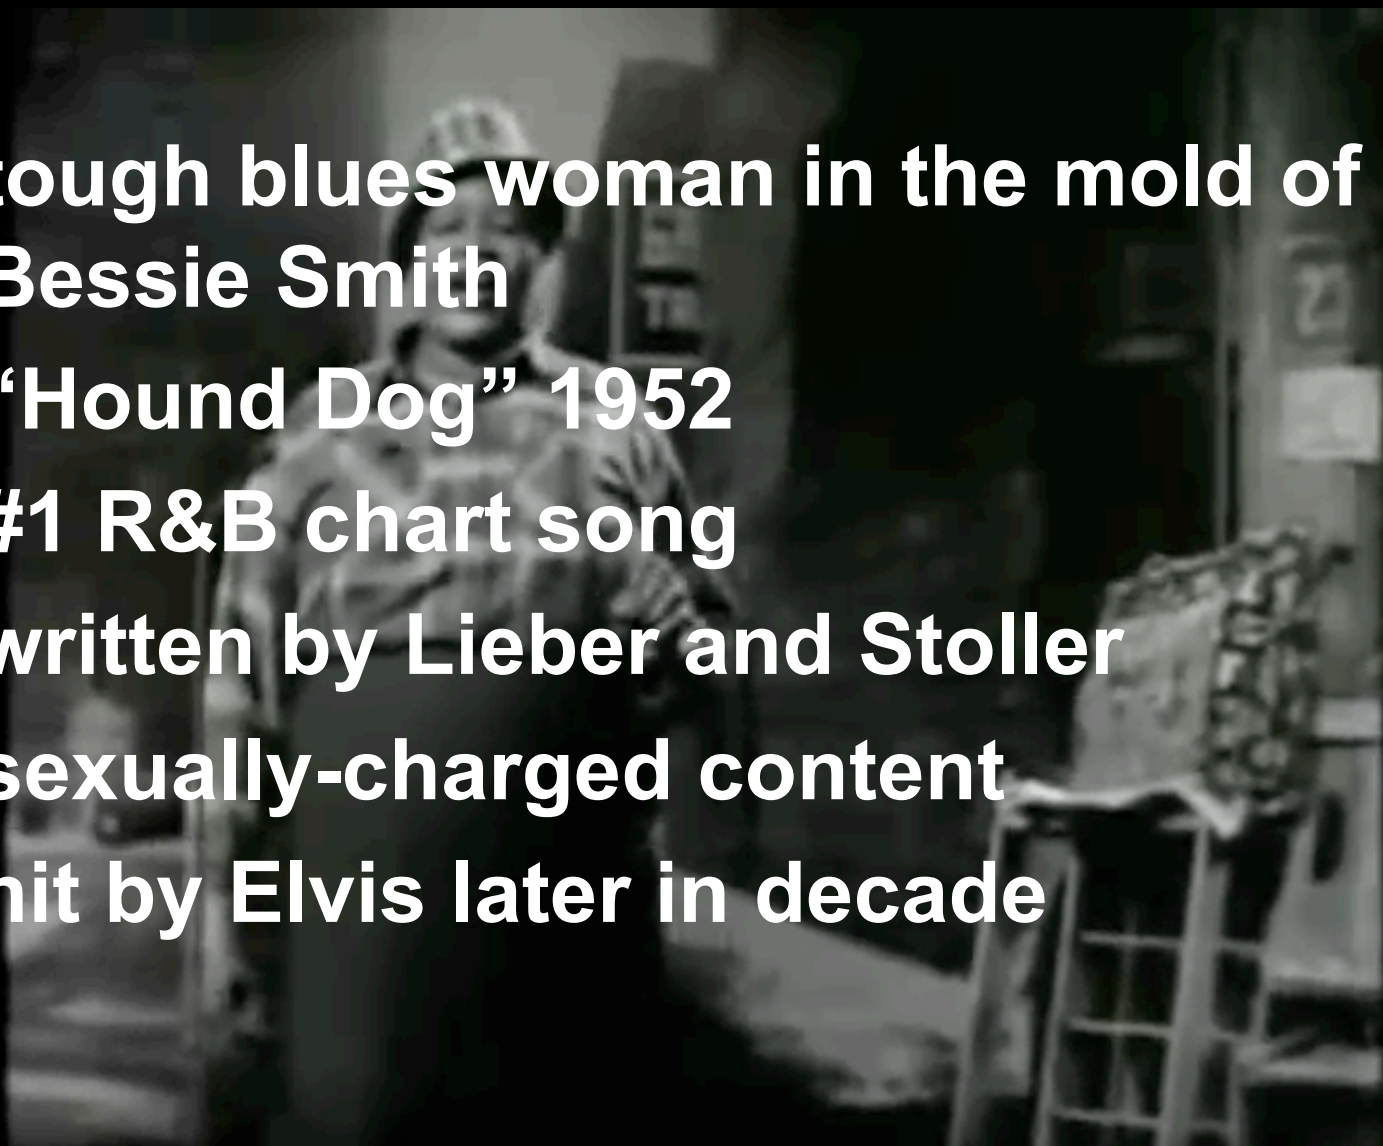 tough blues woman in the mold of
Bessie Smith
“Hound Dog” 1952
#1 R&B chart song
written by Lieber and Stoller
sexually-charged content
hit by Elvis later in decade
23